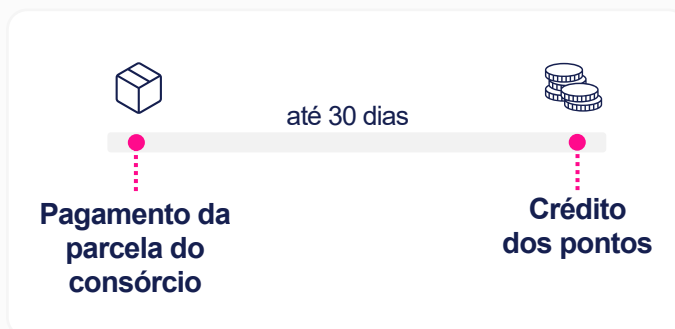 até 30 dias
Pagamento da
parcela do
consórcio
Crédito
dos pontos